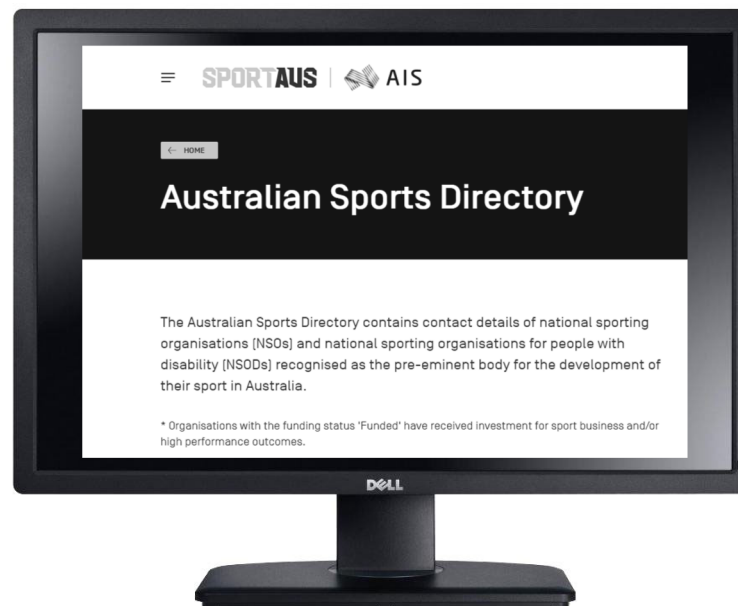 SPORTAUS | AIS
← HOME
Australian Sports Directory
The Australian Sports Directory contains contact details of national sporting
organisations (NSOs) and national sporting organisations for people with
disability (NSODs) recognised as the pre-eminent body for the development of
their sport in Australia.
* Organisations with the funding status 'Funded' have received investment for sport business and/or
high performance outcomes.
DELL